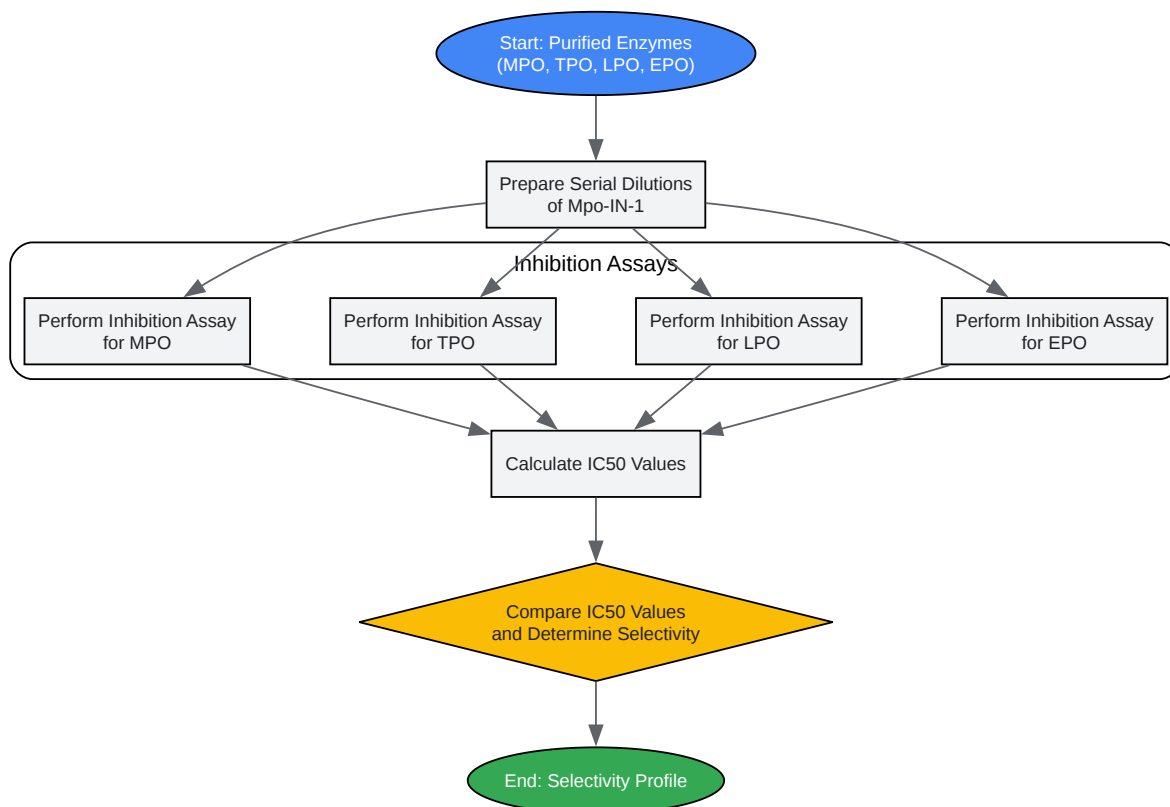 Start: Purified Enzymes
(MPO, TPO, LPO, EPO)
Prepare Serial Dilutions
of Mpo-IN-1
Inhibition Assays
Perform Inhibition Assay
for MPO
Perform Inhibition Assay
for TPO
Perform Inhibition Assay
for LPO
Perform Inhibition Assay
for EPO
Calculate IC50 Values
Compare IC50 Values
and Determine Selectivity
End: Selectivity Profile